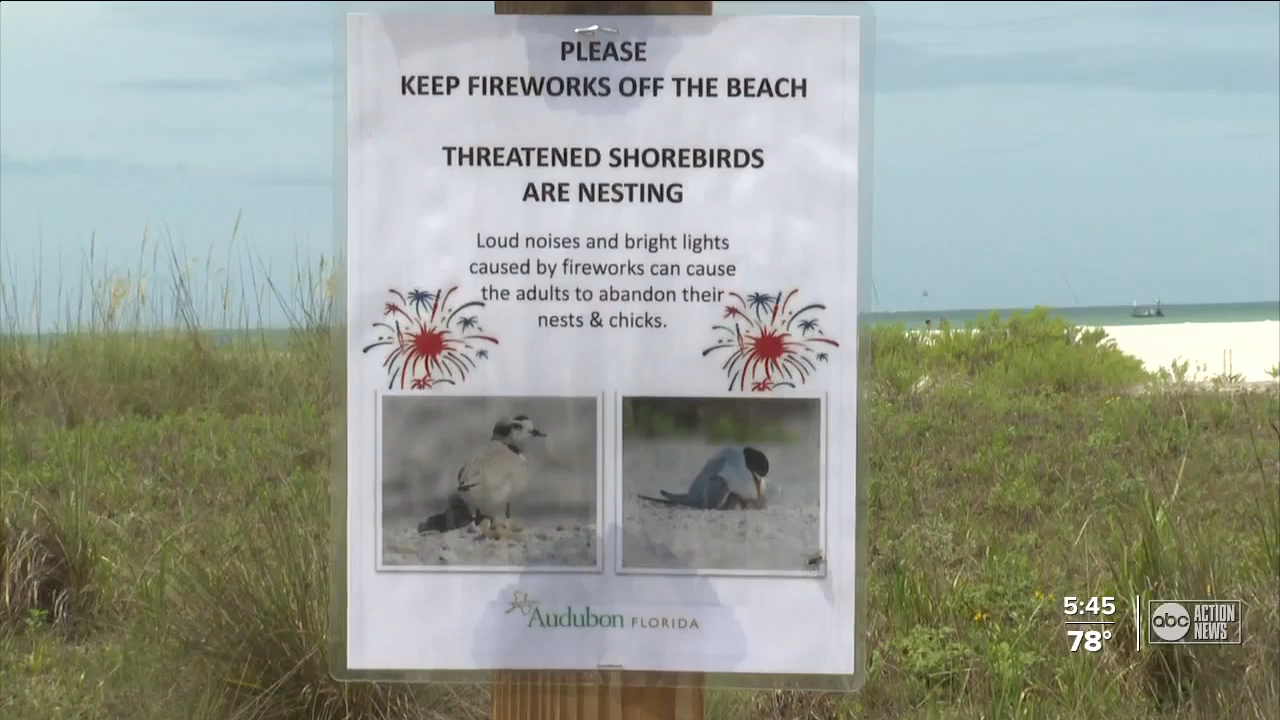 PLEASE
KEEP FIREWORKS OFF THE BEACH
THREATENED SHOREBIRDS
ARE NESTING
Loud noises and bright lights
caused by fireworks can cause
the adults to abandon their
nests & chicks.
Audubon FLORIDA
5:45
78°
abc ACTION NEWS